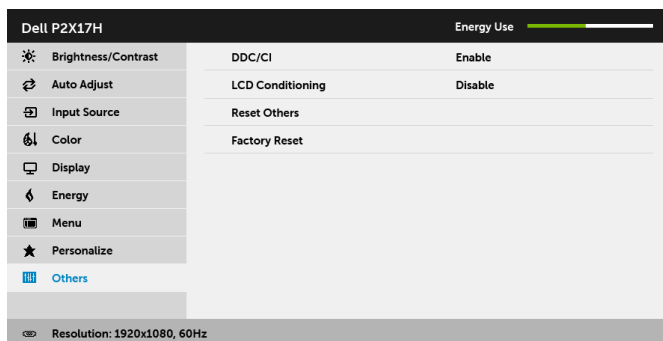 Dell P2X17H Energy Use
Brightness/Contrast DDC/CI Enable
Auto Adjust LCD Conditioning Disable
Input Source Reset Others
Color Factory Reset
Display
Energy
Menu
Personalize
Others
Resolution: 1920x1080, 60Hz